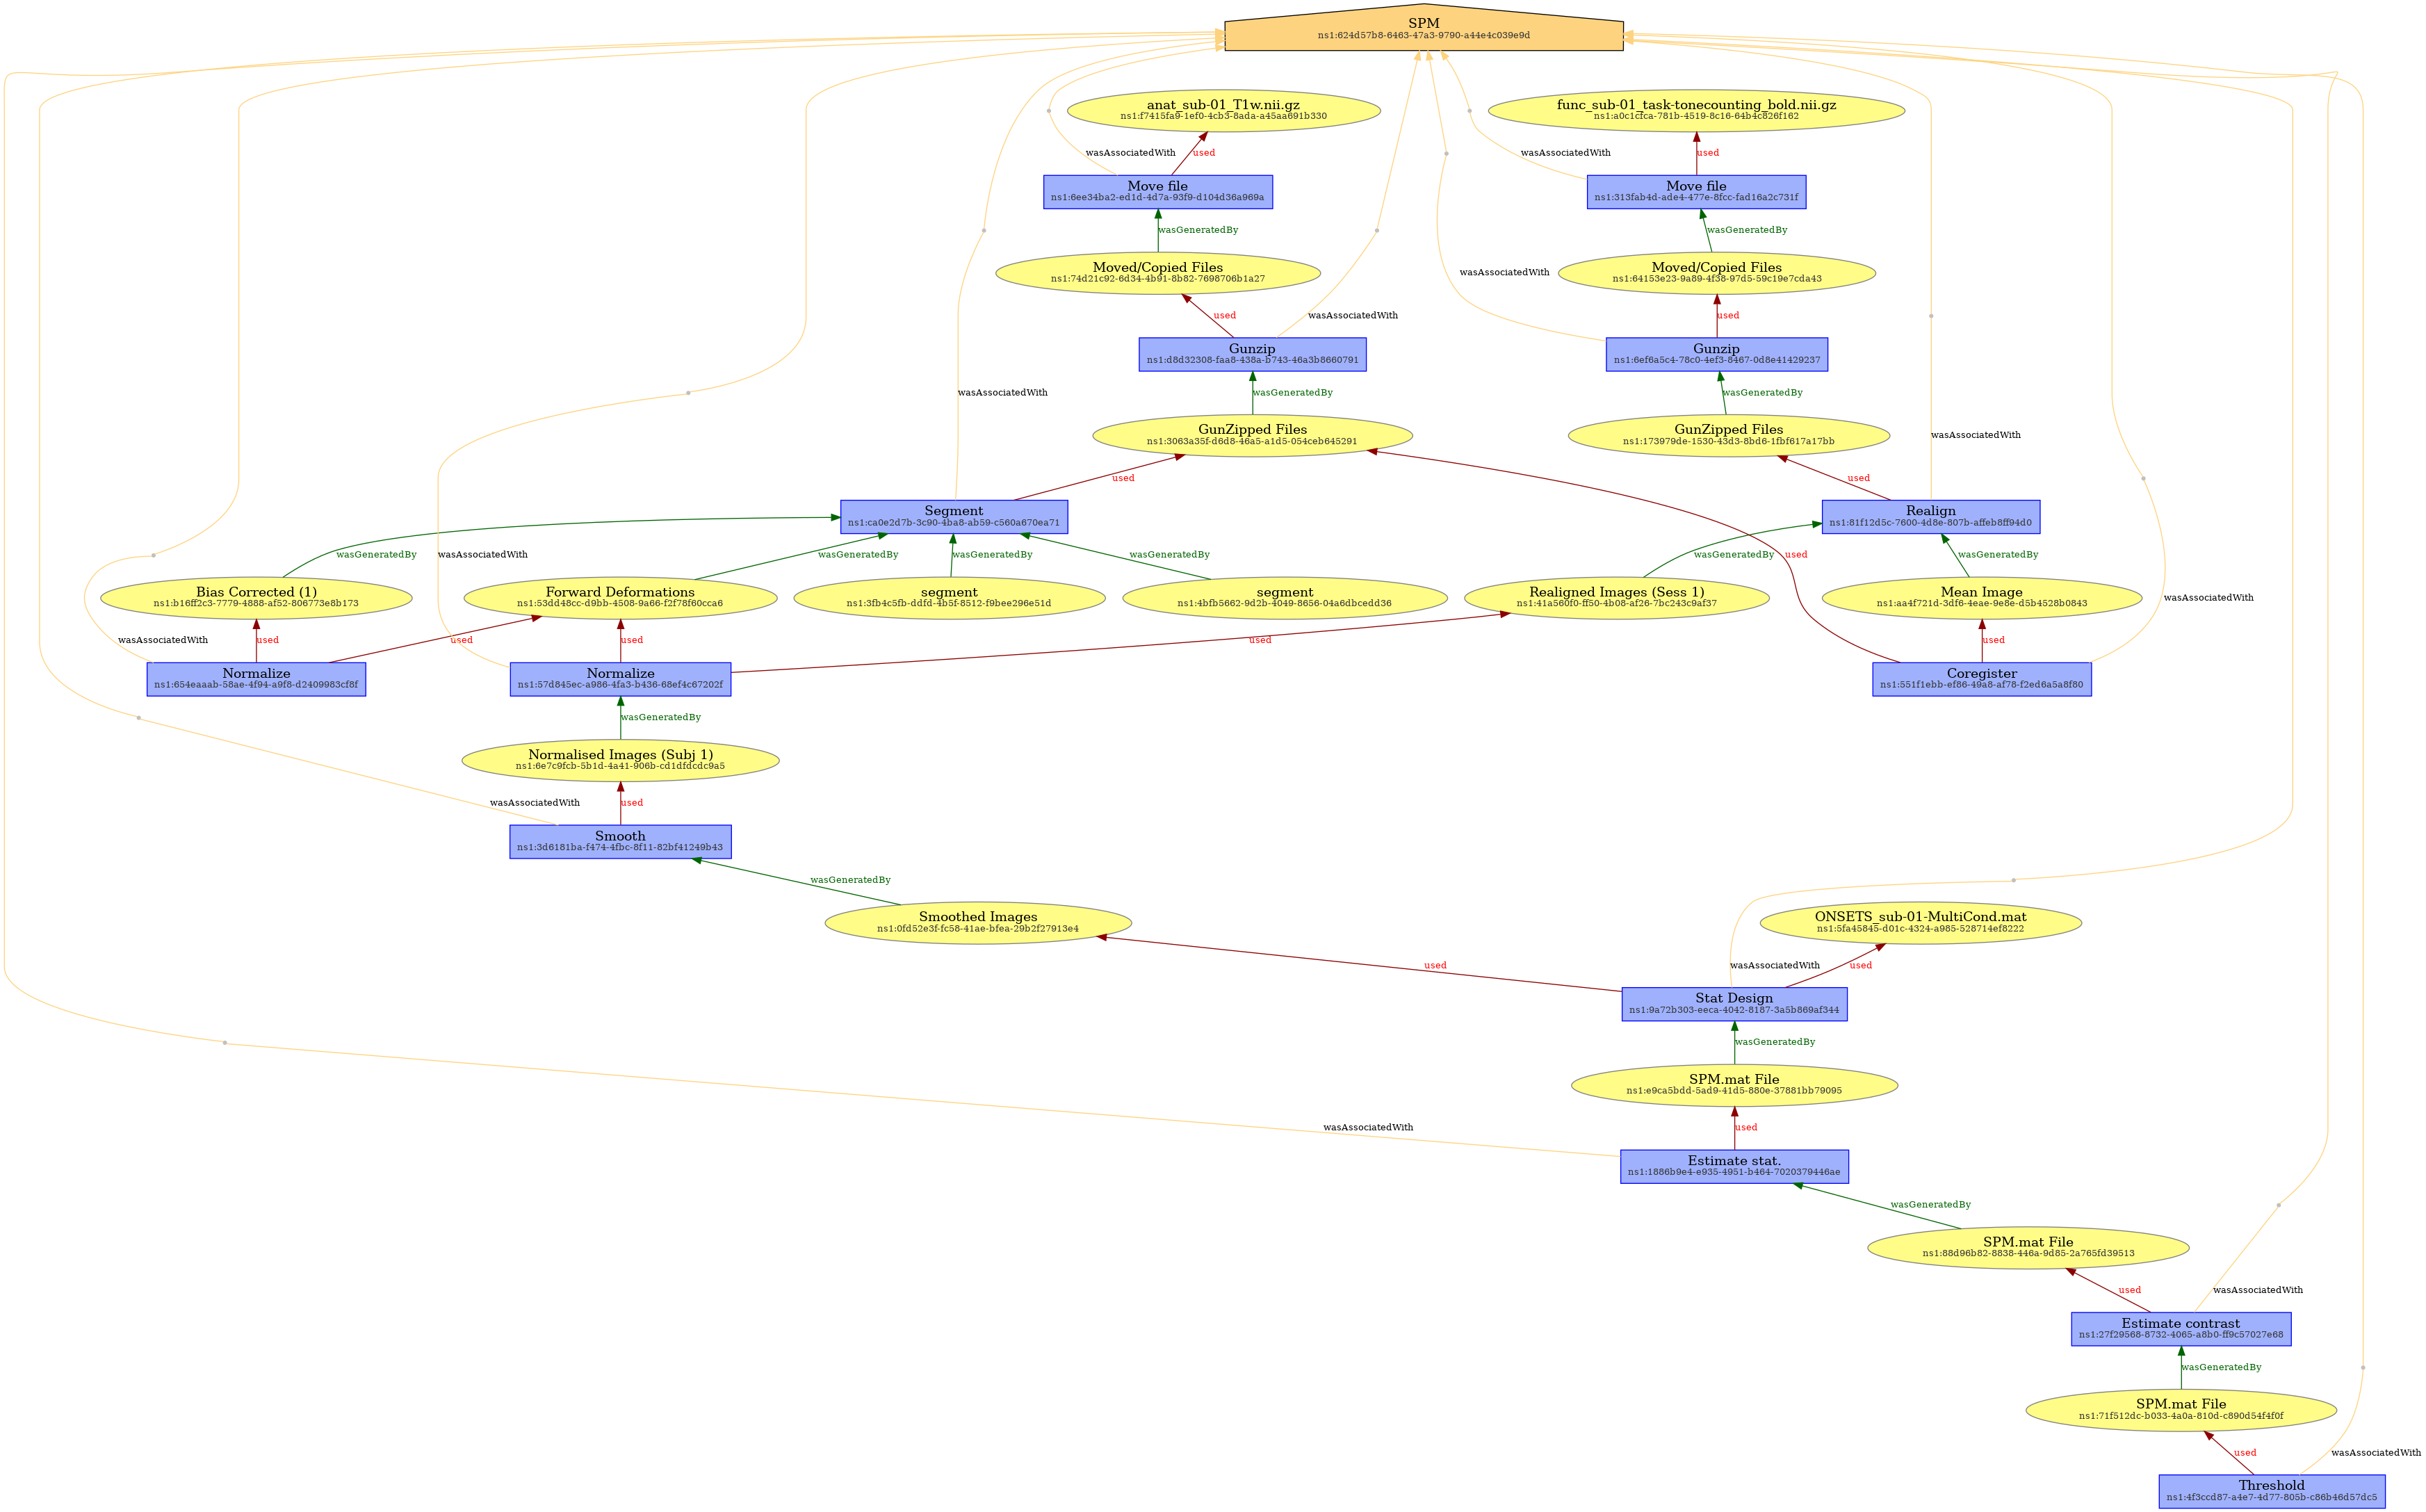 SPM
ns1:624d57b8-6463-47a3-9790-a44e4c039e9d
anat_sub-01_T1w.nii.gz
ns1:f7415fa9-1ef0-4cb3-8ada-a45aa691b330
func_sub-01_task-tonecounting_bold.nii.gz
ns1:a0c1cfca-781b-4519-8c16-64b4c826f162
wasAssociatedWith
used
wasAssociatedWith
used
Move file
ns1:6ee34ba2-ed1d-4d7a-93f9-d104d36a969a
Move file
ns1:313fab4d-ade4-477e-8fcc-fad16a2c731f
wasGeneratedBy
wasGeneratedBy
Moved/Copied Files
ns1:74d21c92-6d34-4b91-8b82-7698706b1a27
wasAssociatedWith
Moved/Copied Files
ns1:64153e23-9a89-4f38-97d5-59c19e7cda43
used
wasAssociatedWith
used
Gunzip
ns1:d8d32308-faa8-438a-b743-46a3b8660791
Gunzip
ns1:6ef6a5c4-78c0-4ef3-8467-0d8e41429237
wasAssociatedWith
wasGeneratedBy
wasGeneratedBy
GunZipped Files
ns1:3063a35f-d6d8-46a5-a1d5-054ceb645291
GunZipped Files
ns1:173979de-1530-43d3-8bd6-1fbf617a17bb
wasAssociatedWith
used
used
Segment
ns1:ca0e2d7b-3c90-4ba8-ab59-c560a670ea71
Realign
ns1:81f12d5c-7600-4d8e-807b-affeb8ff94d0
wasGeneratedBy
wasAssociatedWith
wasGeneratedBy
wasGeneratedBy
wasGeneratedBy
wasGeneratedBy
used
wasGeneratedBy
Bias Corrected (1)
ns1:b16ff2c3-7779-4888-af52-806773e8b173
Forward Deformations
ns1:53dd48cc-d9bb-4508-9a66-f2f78f60cca6
segment
ns1:3fb4c5fb-ddfd-4b5f-8512-f9bee296e51d
segment
ns1:4bfb5662-9d2b-4049-8656-04a6dbcedd36
Realigned Images (Sess 1)
ns1:41a560f0-ff50-4b08-af26-7bc243c9af37
Mean Image
ns1:aa4f721d-3df6-4eae-9e8e-d5b4528b0843
wasAssociatedWith
wasAssociatedWith
used
used
used
used
used
Normalize
ns1:654eaaab-58ae-4f94-a9f8-d2409983cf8f
Normalize
ns1:57d845ec-a986-4fa3-b436-68ef4c67202f
Coregister
ns1:551f1ebb-ef86-49a8-af78-f2ed6a5a8f80
wasGeneratedBy
Normalised Images (Subj 1)
ns1:6e7c9fcb-5b1d-4a41-906b-cd1dfdcdc9a5
wasAssociatedWith
used
Smooth
ns1:3d6181ba-f474-4fbc-8f11-82bf41249b43
wasGeneratedBy
Smoothed Images
ns1:0fd52e3f-fc58-41ae-bfea-29b2f27913e4
ONSETS_sub-01-MultiCond.mat
ns1:5fa45845-d01c-4324-a985-528714ef8222
used
wasAssociatedWith
used
Stat Design
ns1:9a72b303-eeca-4042-8187-3a5b869af344
wasGeneratedBy
SPM.mat File
ns1:e9ca5bdd-5ad9-41d5-880e-37881bb79095
wasAssociatedWith
used
Estimate stat.
ns1:1886b9e4-e935-4951-b464-7020379446ae
wasGeneratedBy
SPM.mat File
ns1:88d96b82-8838-446a-9d85-2a765fd39513
used
wasAssociatedWith
Estimate contrast
ns1:27f29568-8732-4065-a8b0-ff9c57027e68
wasGeneratedBy
SPM.mat File
ns1:71f512dc-b033-4a0a-810d-c890d54f4f0f
used
wasAssociatedWith
Threshold
ns1:4f3ccd87-a4e7-4d77-805b-c86b46d57dc5